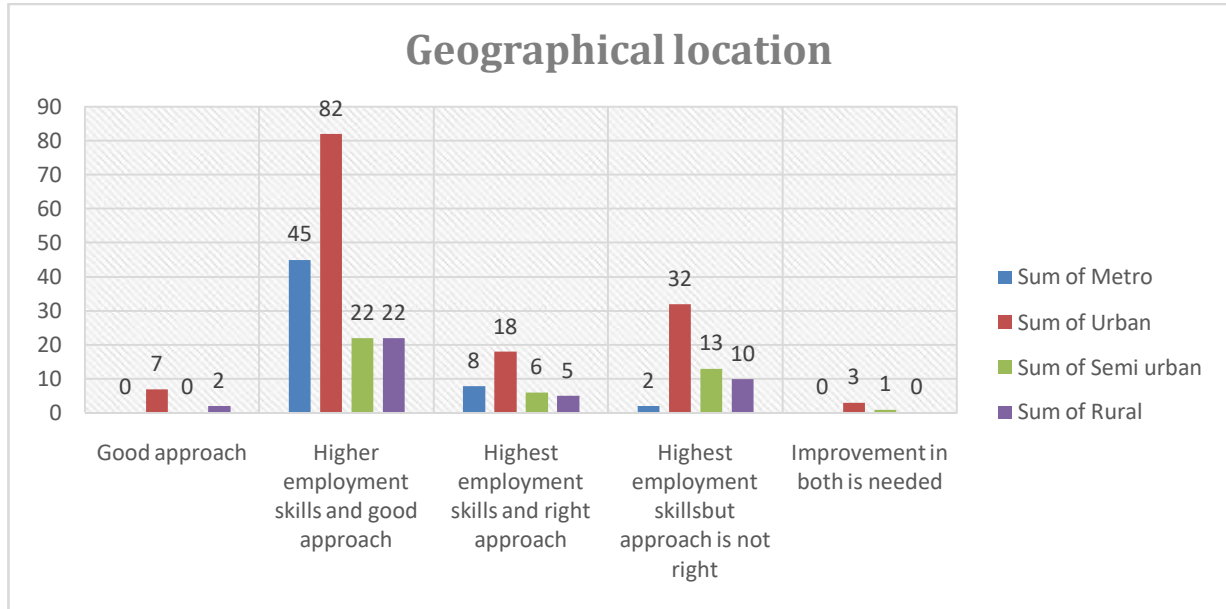 Geographical location
90
80
70
60
50
40
30
20
10
0
0 7 0 2
45 82 22 22
8 18 6 5
2 32 13 10
0 3 1 0
Good approach
Higher
employment
skills and good
approach
Highest
employment
skills and right
approach
Highest
employment
skillsbut
approach is not
right
Improvement in
both is needed
Sum of Metro
Sum of Urban
Sum of Semi urban
Sum of Rural